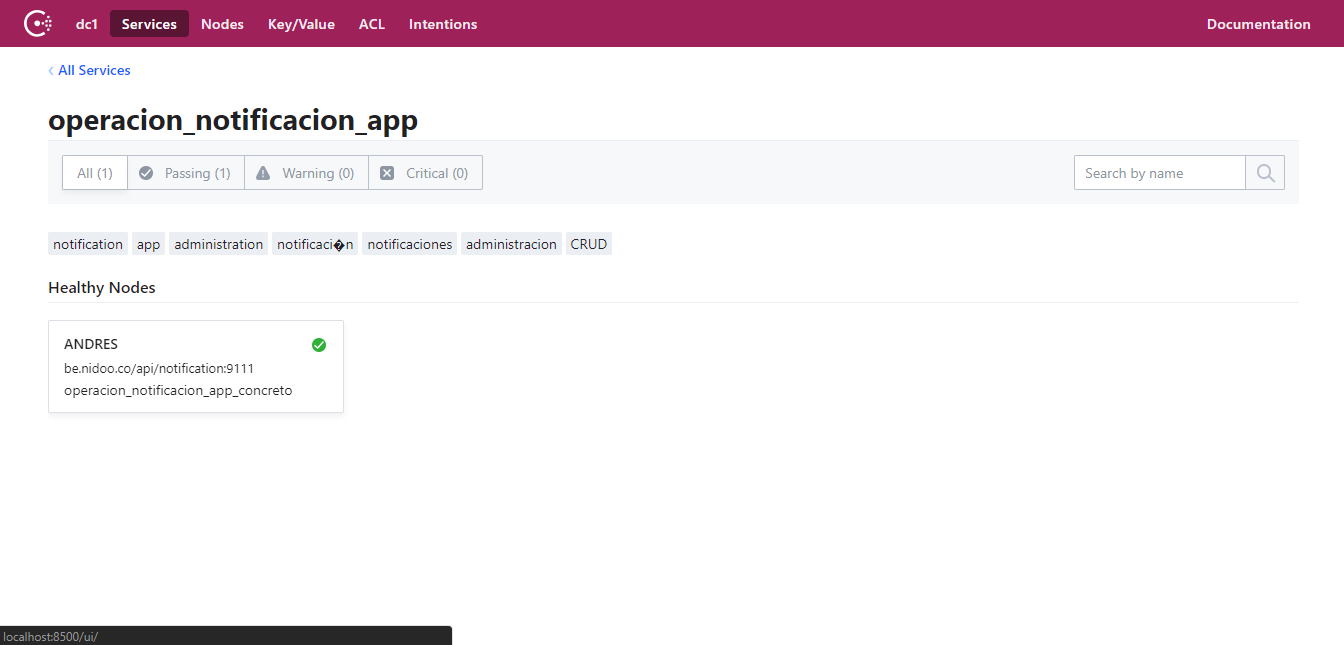 dc1 Services Nodes Key/Value ACL Intentions Documentation
‹ All Services
operacion_notificacion_app
All (1) Passing (1) Warning (0) Critical (0) Search by name
notification app administration notificaci�n notificaciones administracion CRUD
Healthy Nodes
ANDRES
be.nidoo.co/api/notification:9111
operacion_notificacion_app_concreto
localhost:8500/ui/